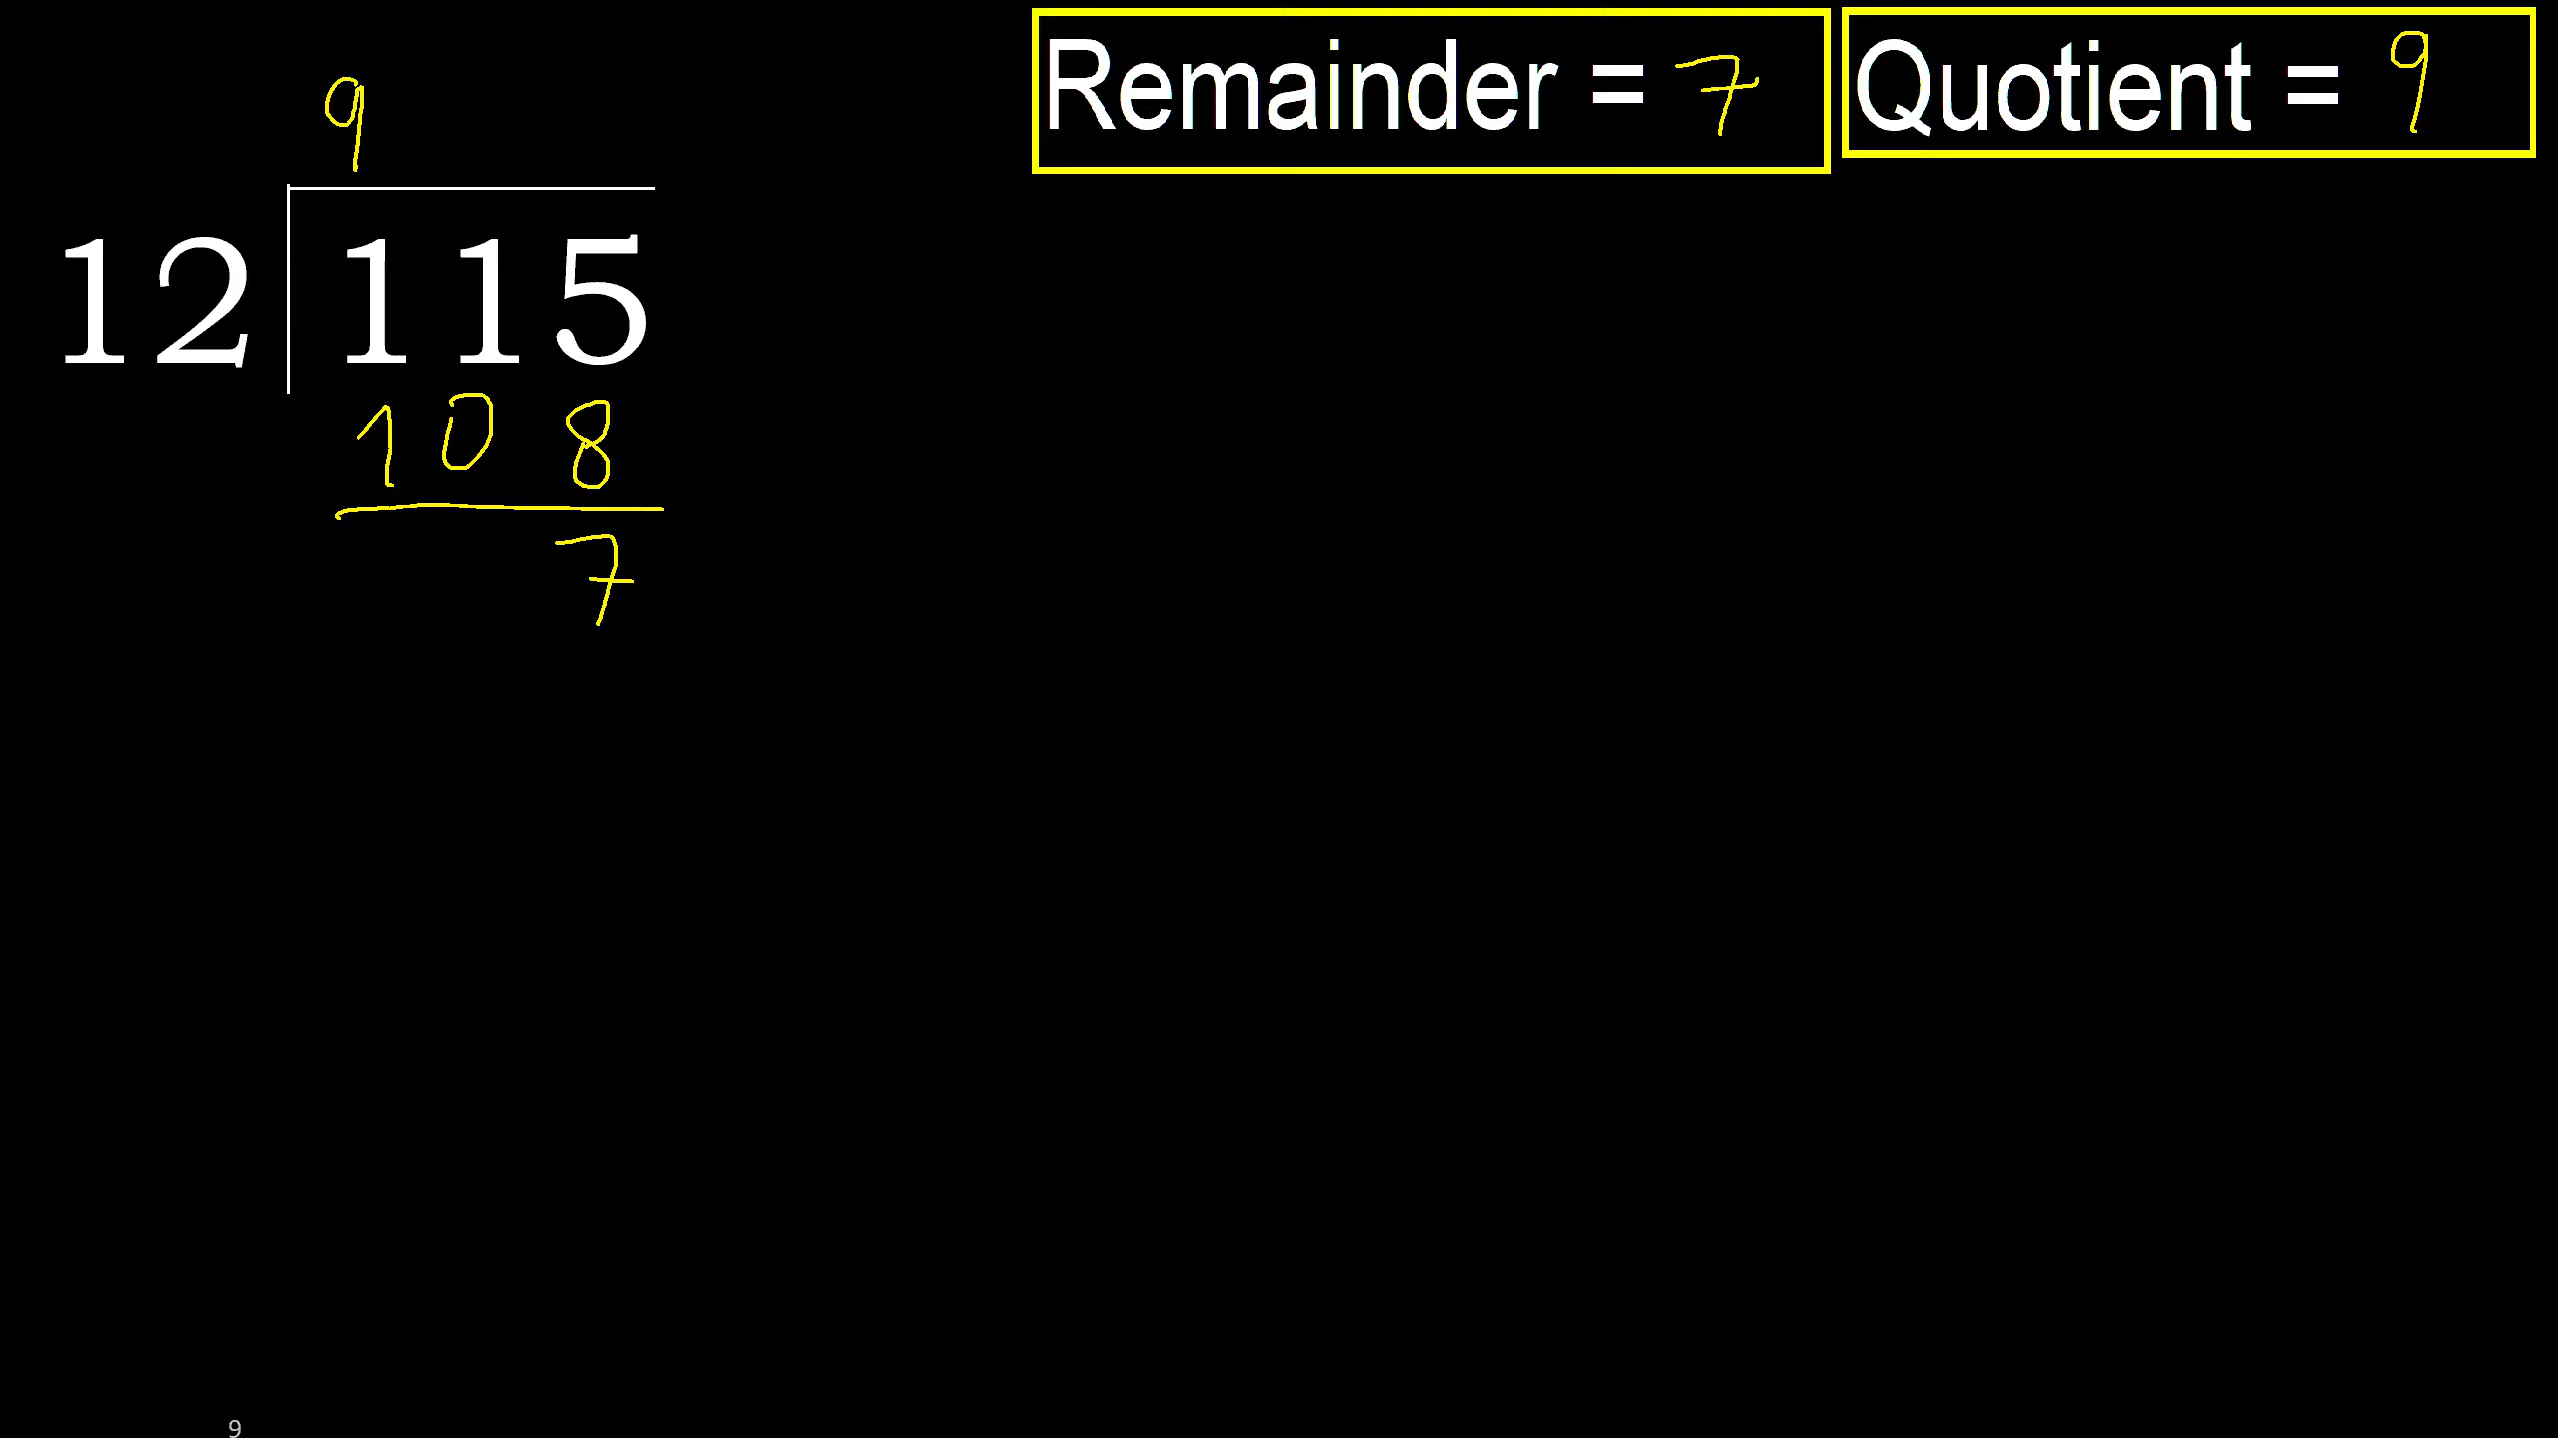 Remainder = 7
Quotient = 9
9
12 115
108
7
9